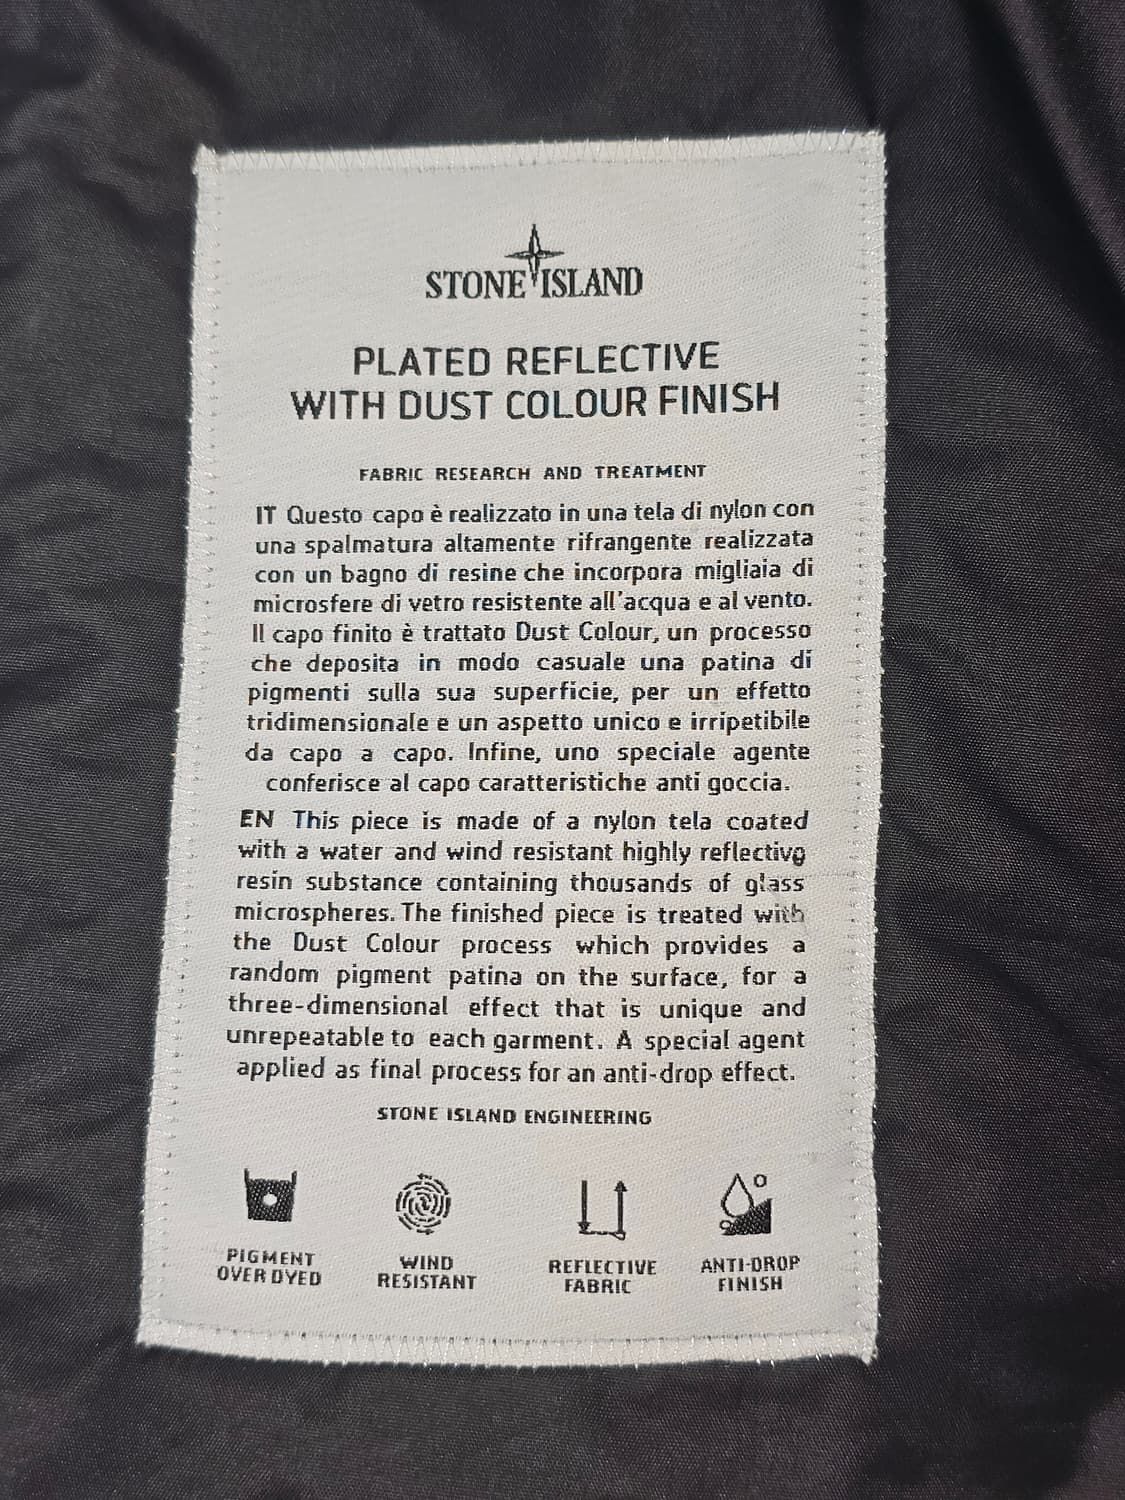 STONE ISLAND
PLATED REFLECTIVE
WITH DUST COLOUR FINISH
FABRIC RESEARCH AND TREATMENT
IT Questo capo è realizzato in una tela di nylon con
una spalmatura altamente rifrangente realizzata
con un bagno di resine che incorpora migliaia di
microsfere di vetro resistente all'acqua e al vento.
Il capo finito è trattato Dust Colour, un processo
che deposita in modo casuale una patina di
pigmenti sulla sua superficie, per un effetto
tridimensionale e un aspetto unico e irripetibile
da capo a capo. Infine, uno speciale agente
conferisce al capo caratteristiche anti goccia.
EN This piece is made of a nylon tela coated
with a water and wind resistant highly reflective
resin substance containing thousands of glass
microspheres. The finished piece is treated with
the Dust Colour process which provides a
random pigment patina on the surface, for a
three-dimensional effect that is unique and
unrepeatable to each garment. A special agent
applied as final process for an anti-drop effect.
STONE ISLAND ENGINEERING
PIGMENT
OVER DYED
WIND
RESISTANT
REFLECTIVE
FABRIC
ANTI-DROP
FINISH